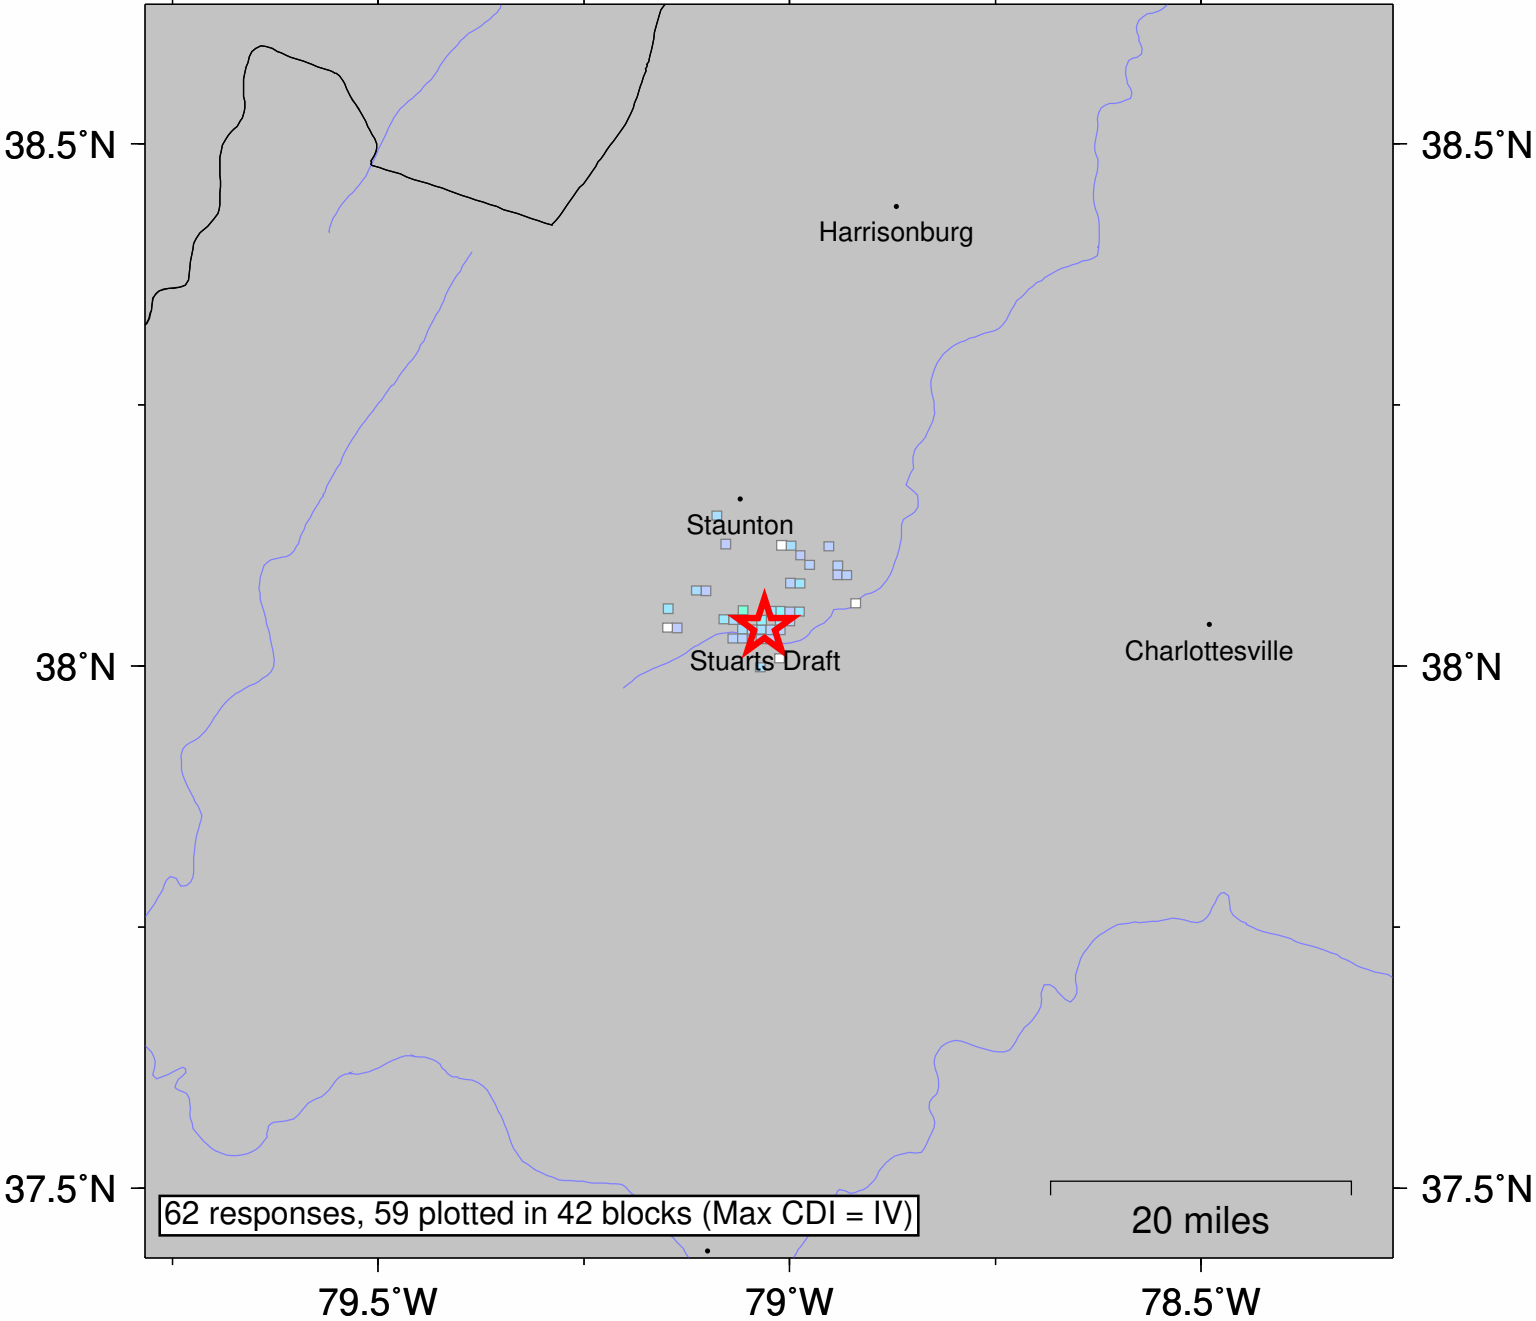 38.5˚N
38.5˚N
Harrisonburg
Staunton
Stuarts Draft
Charlottesville
38˚N
38˚N
37.5˚N
37.5˚N
62 responses, 59 plotted in 42 blocks (Max CDI = IV)
20 miles
79.5˚W
79˚W
78.5˚W